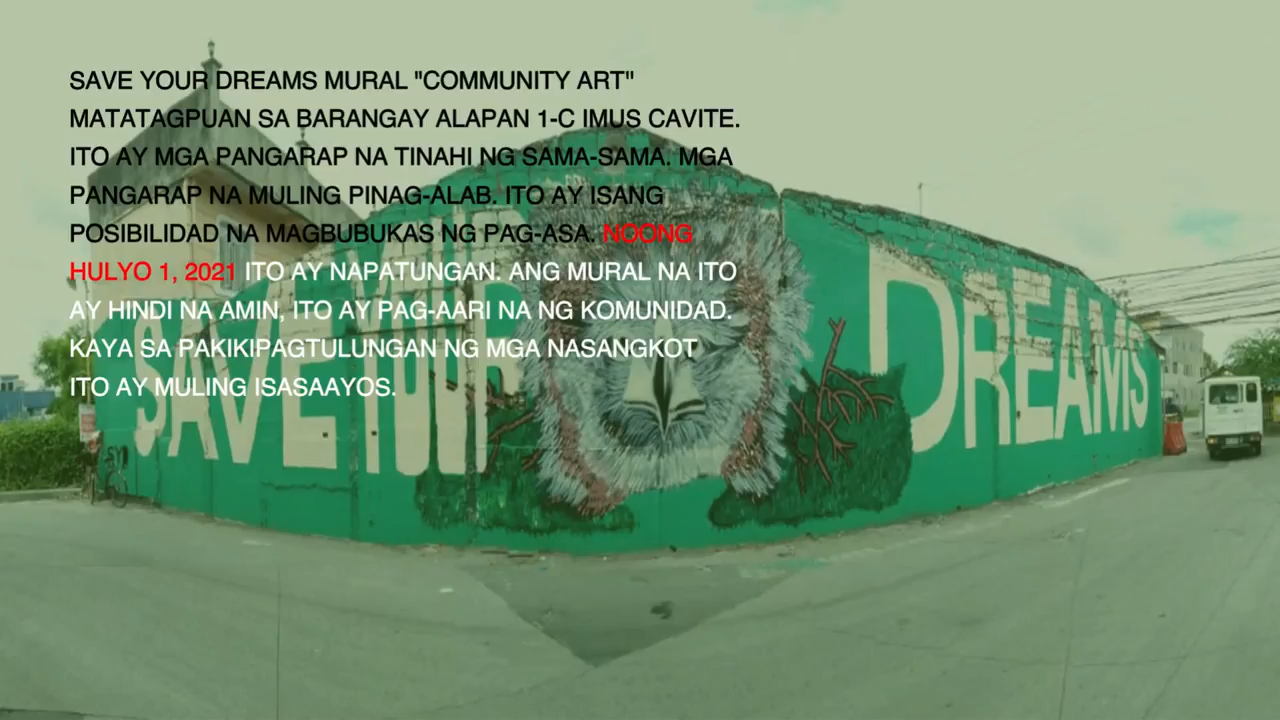 SAVE YOUR DREAMS MURAL "COMMUNITY ART"
MATATAGPUAN SA BARANGAY ALAPAN 1-C IMUS CAVITE.
ITO AY MGA PANGARAP NA TINAHI NG SAMA-SAMA. MGA
PANGARAP NA MULING PINAG-ALAB. ITO AY ISANG
POSIBILIDAD NA MAGBUBUKAS NG PAG-ASA. NOONG
HULYO 1, 2021 ITO AY NAPATUNGAN. ANG MURAL NA ITO
AY HINDI NA AMIN, ITO AY PAG-AARI NA NG KOMUNIDAD.
KAYA SA PAKIKIPAGTULUNGAN NG MGA NASANGKOT
ITO AY MULING ISASAAYOS.
SAVE YOUR DREAMS